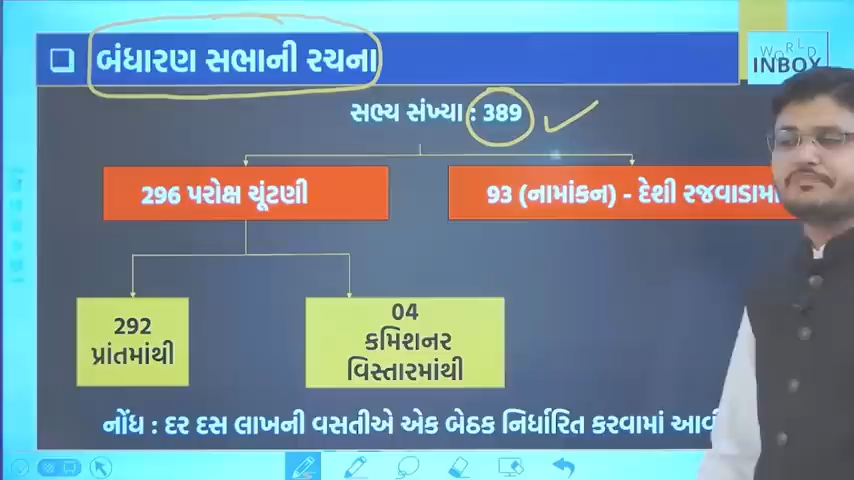 બંધારણ સભાની રચના
WORLD
INBOX
સભ્ય સંખ્યા : 389
296 પરોક્ષ ચૂંટણી
93 (નામાંકન) - દેશી રજવાડામાં
292
પ્રાંતમાંથી
04
કમિશનર
વિસ્તારમાંથી
નોંધ : દર દસ લાખની વસતીએ એક બેઠક નિર્ધારિત કરવામાં